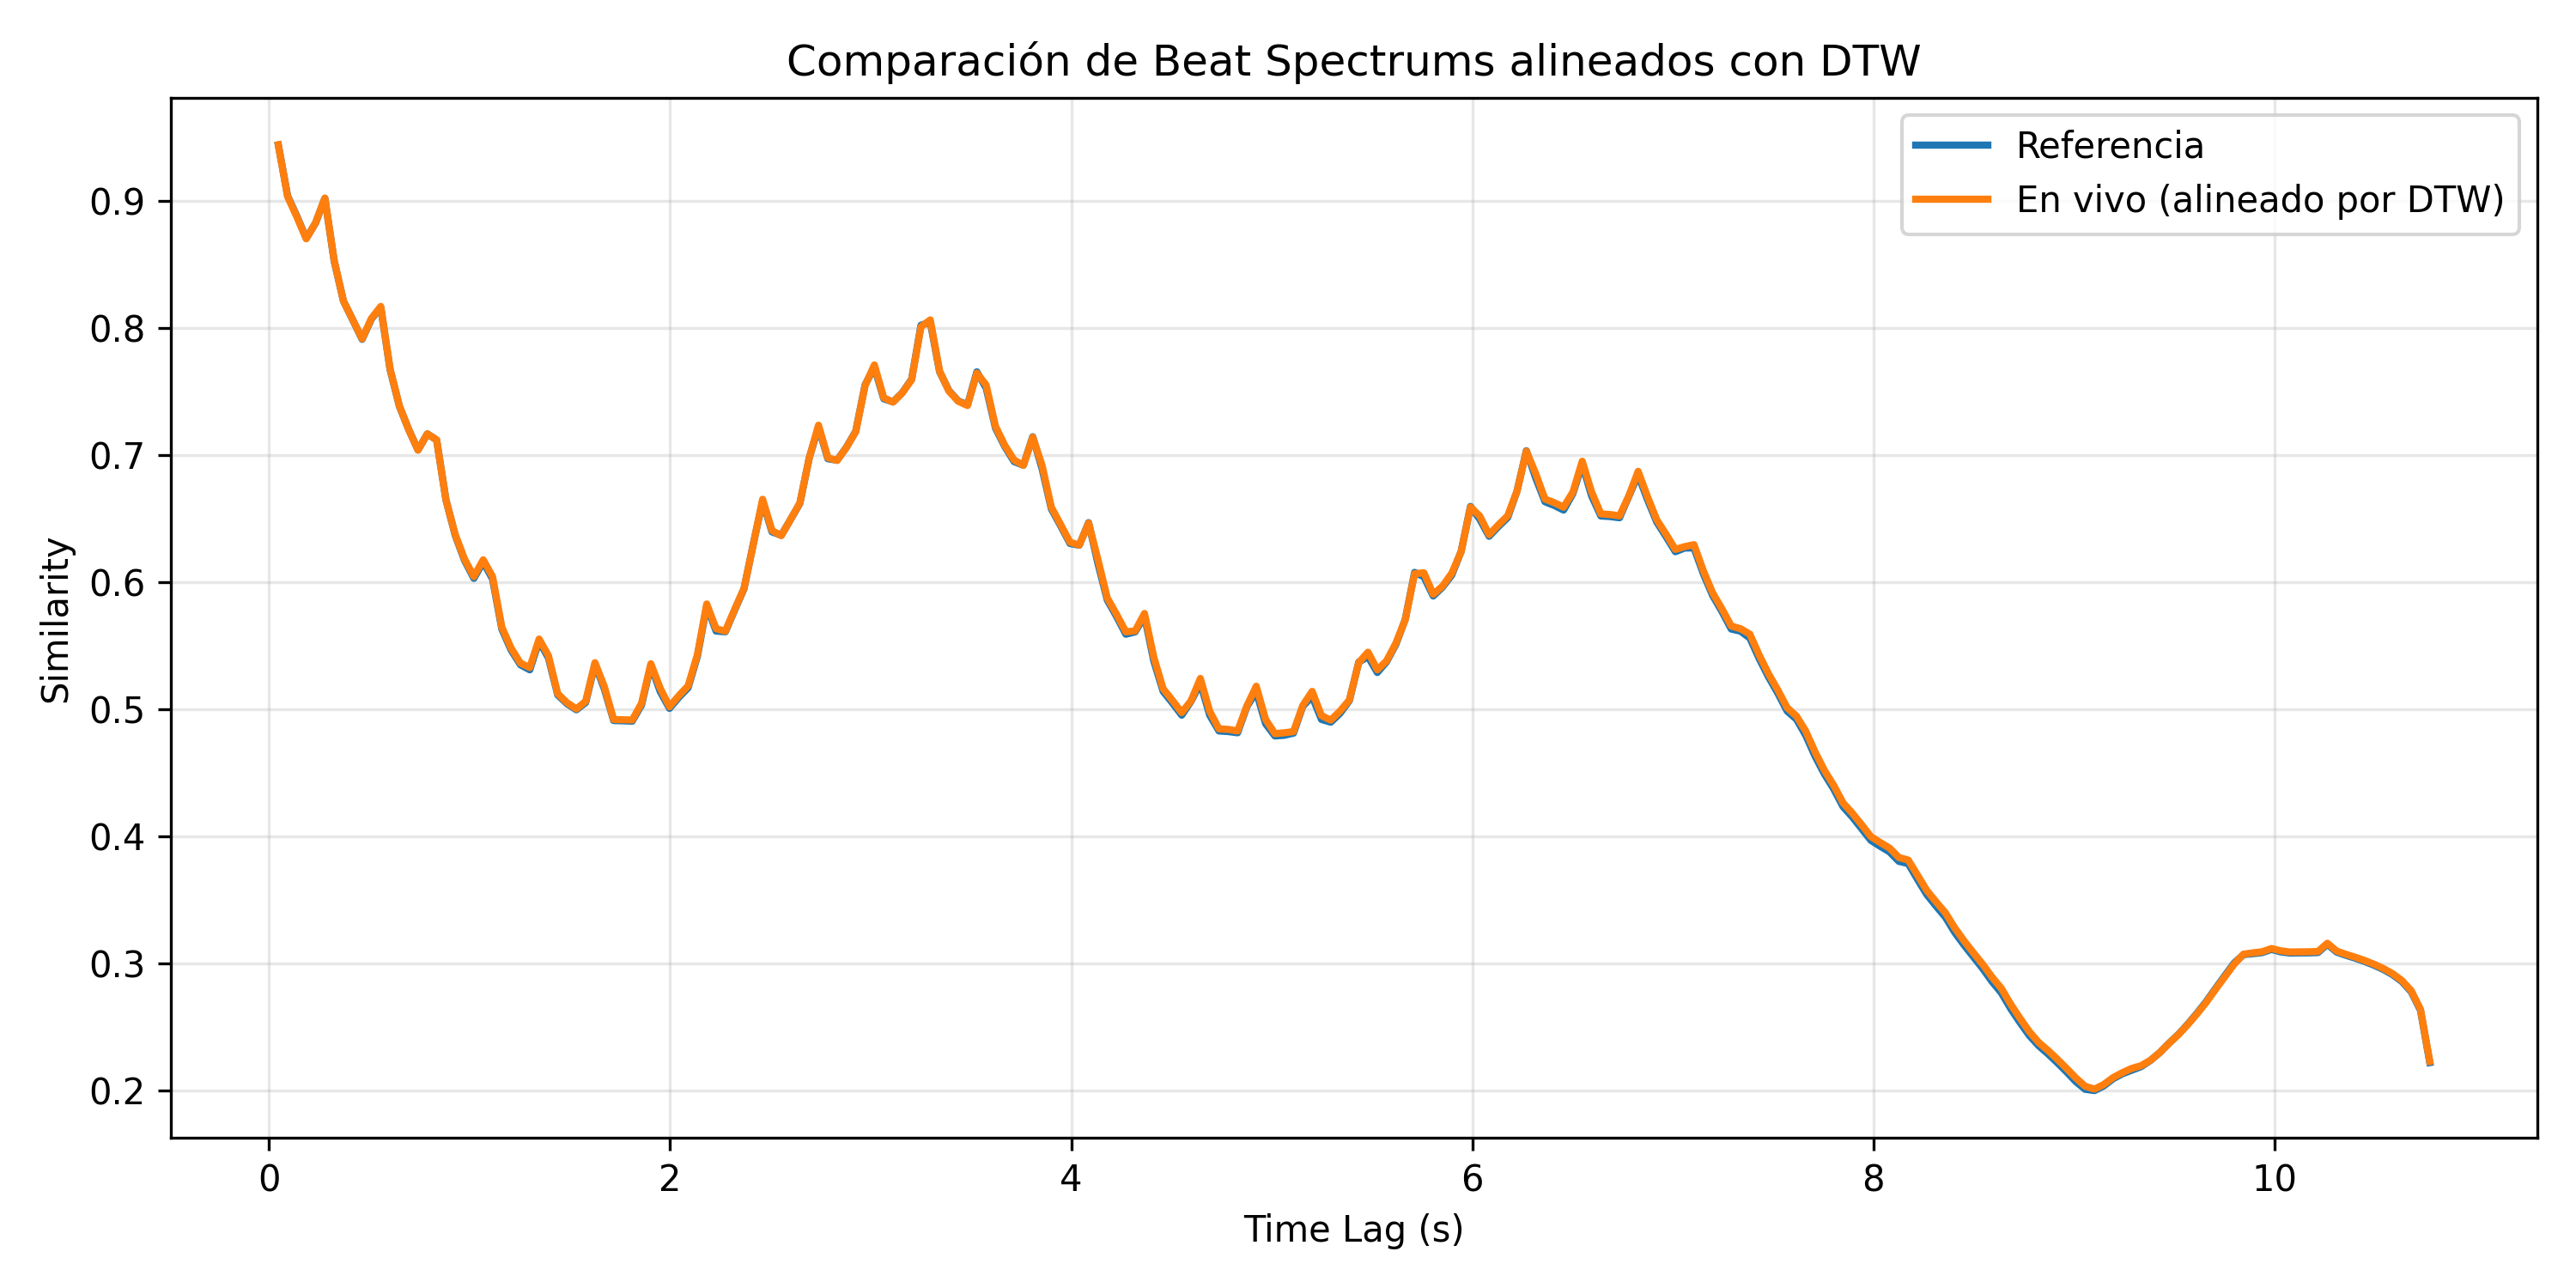 Comparación de Beat Spectrums alineados con DTW
Referencia
En vivo (alineado por DTW)
0.9
0.8
0.7
0.6
0.5
0.4
0.3
0.2
Similarity
0 2 4 6 8 10
Time Lag (s)